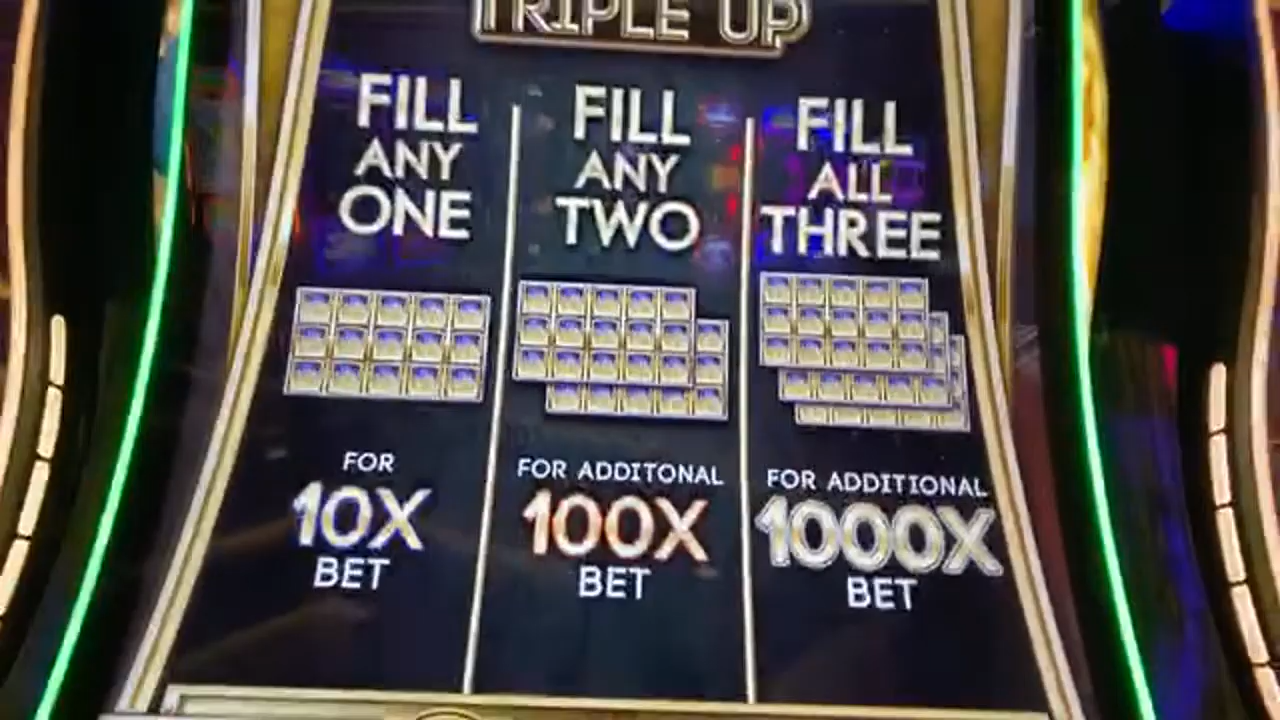 TRIPLE UP
FILL
ANY
ONE
FOR
10X
BET
FILL
ANY
TWO
FOR ADDITONAL
100X
BET
FILL
ALL
THREE
FOR ADDITIONAL
1000X
BET